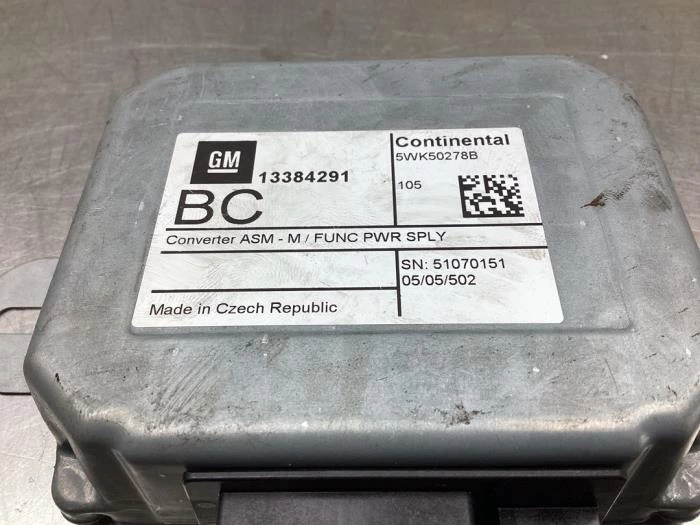 GM 13384291
BC
Converter ASM - M / FUNC PWR SPLY
Made in Czech Republic
Continental
5WK50278B
105
SN: 51070151
05/05/502